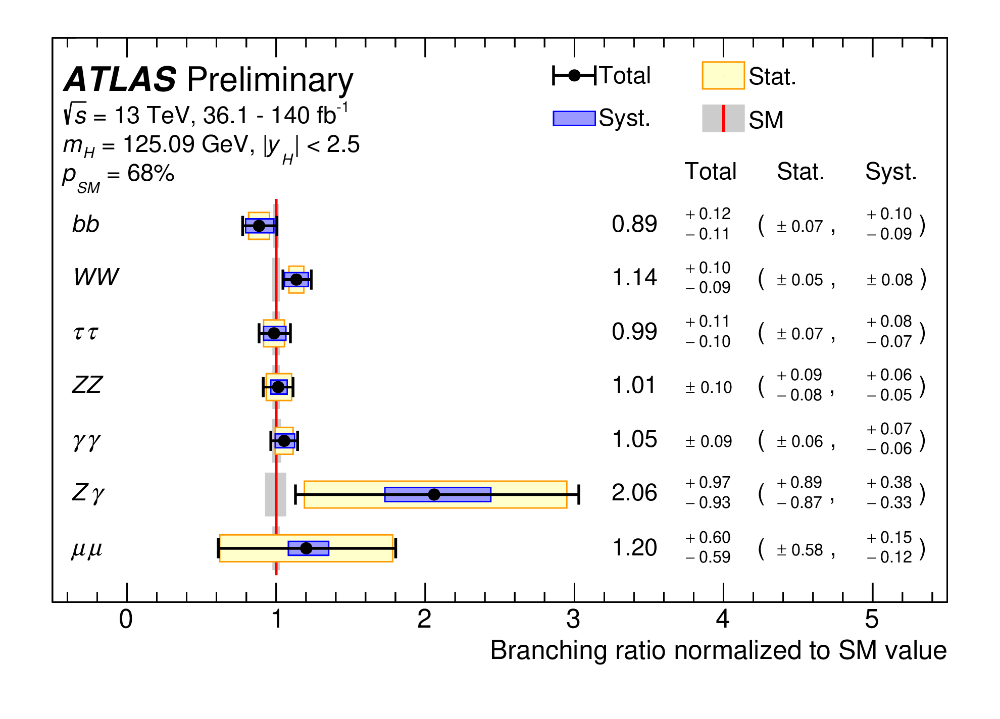 ATLAS Preliminary
√s = 13 TeV, 36.1 - 140 fb⁻¹
m_H = 125.09 GeV, |y_H| < 2.5
p_SM = 68%
Total Stat.
Syst. SM
Total Stat. Syst.
bb 0.89 +0.12 −0.11 ( ±0.07 , +0.10 −0.09 )
WW 1.14 +0.10 −0.09 ( ±0.05 , ±0.08 )
ττ 0.99 +0.11 −0.10 ( ±0.07 , +0.08 −0.07 )
ZZ 1.01 ±0.10 ( +0.09 −0.08 , +0.06 −0.05 )
γγ 1.05 ±0.09 ( ±0.06 , +0.07 −0.06 )
Zγ 2.06 +0.97 −0.93 ( +0.89 −0.87 , +0.38 −0.33 )
μμ 1.20 +0.60 −0.59 ( ±0.58 , +0.15 −0.12 )
0 1 2 3 4 5
Branching ratio normalized to SM value